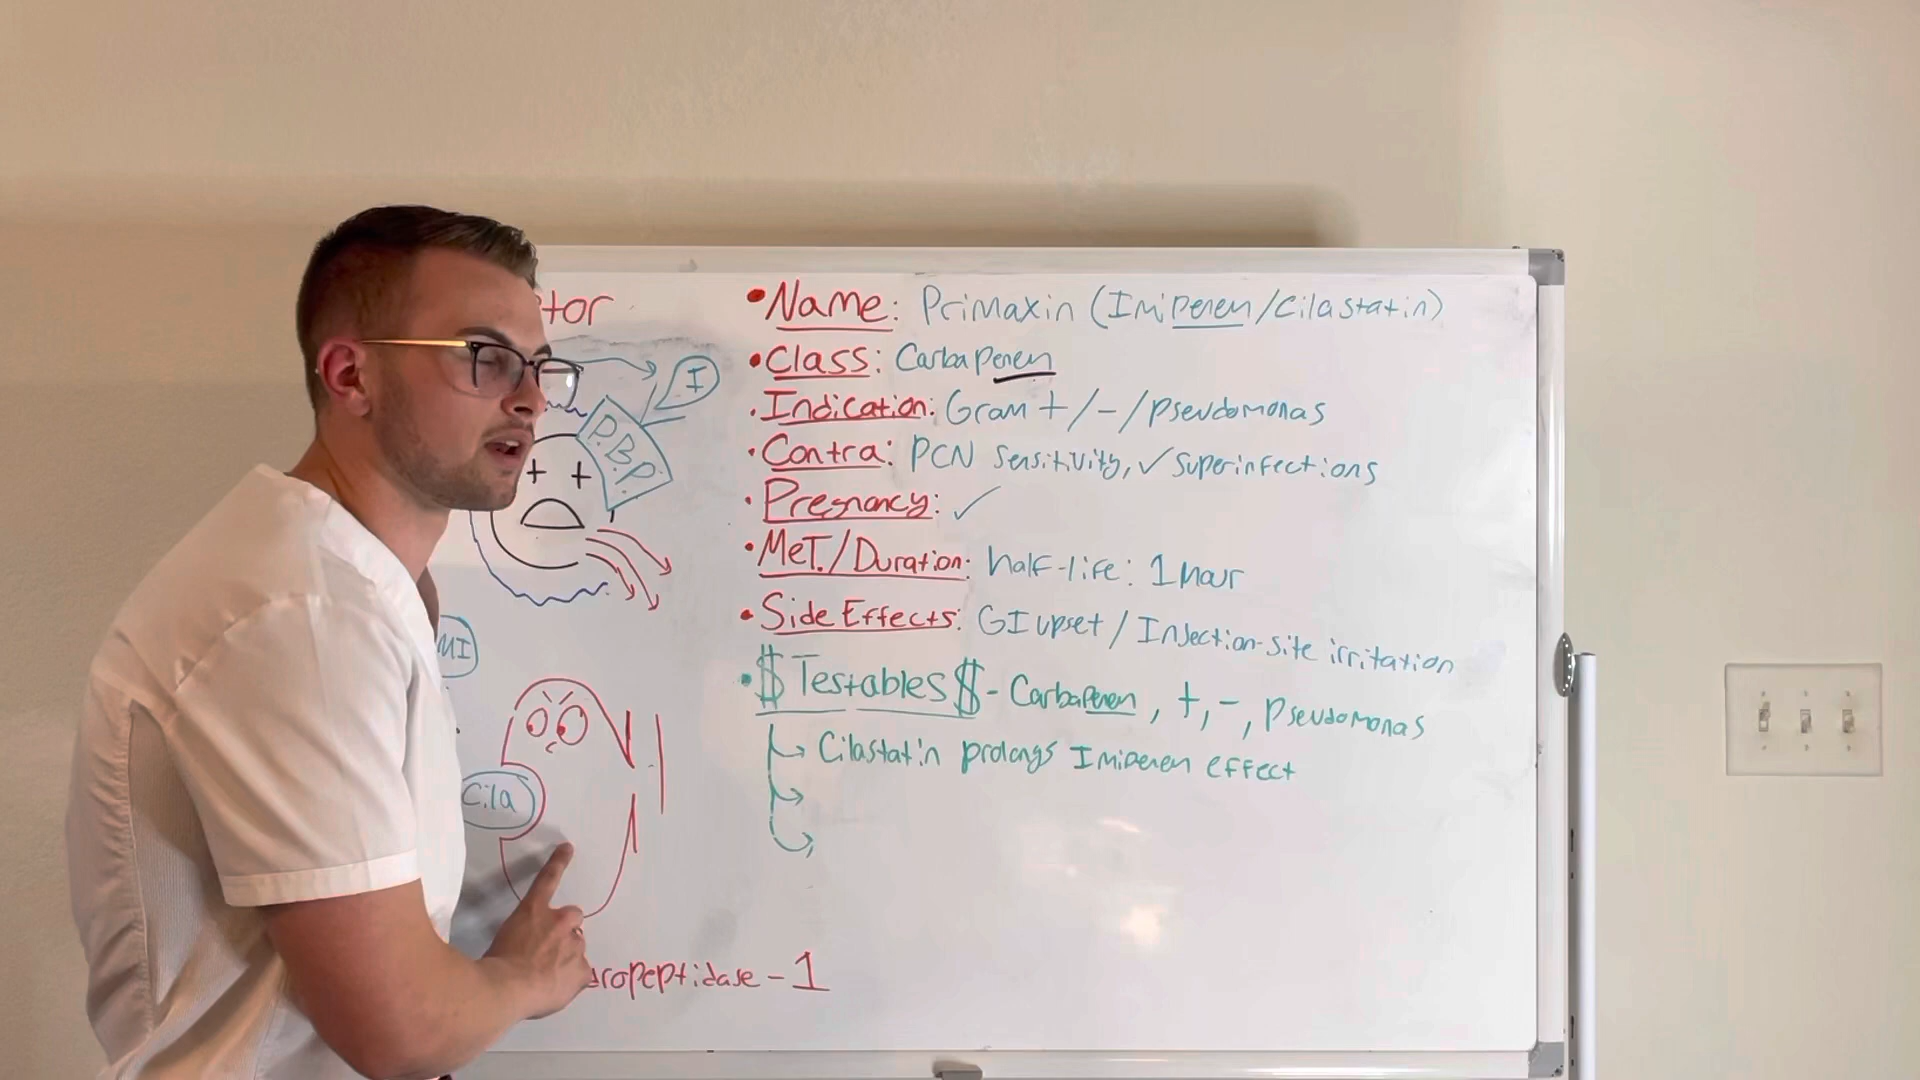 tor
I
P.B.P.
MI
Cila
dropeptidase - 1
• Name: Primaxin (Imipenem/Cilastatin)
• Class: Carbapenem
• Indication: Gram + / - / pseudomonas
• Contra: PCN sensitivity, ✓ superinfections
• Pregnancy: ✓
• Met./Duration: half-life: 1 hour
• Side Effects: GI upset / Injection-site irritation
• $ Testables $ - Carbapenem, +, -, pseudomonas
↳ Cilastatin prolongs Imipenem effect